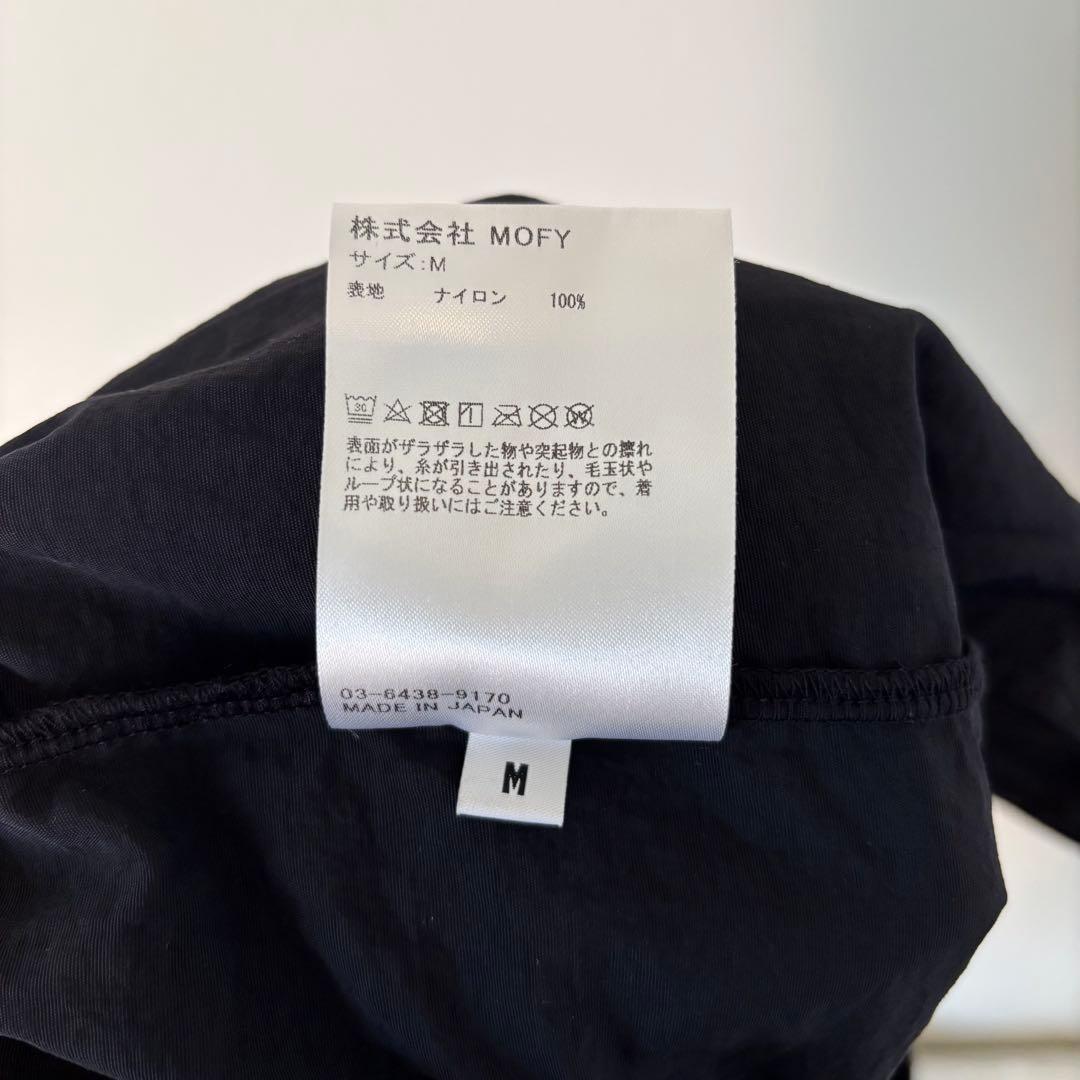 株式会社 MOFY
サイズ:M
表地 ナイロン 100%
30
表面がザラザラした物や突起物との擦れ
により、糸が引き出されたり、毛玉状や
ループ状になることがありますので、着
用や取り扱いにはご注意ください。
03-6438-9170
MADE IN JAPAN
M